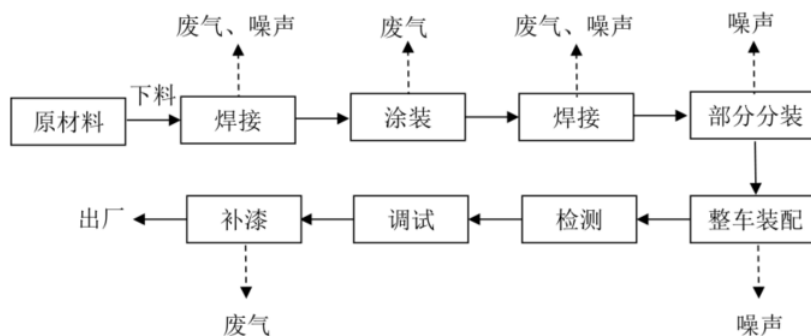 废气、噪声
废气
废气、噪声
噪声
下料
原材料
焊接
涂装
焊接
部分分装
出厂
补漆
调试
检测
整车装配
废气
噪声